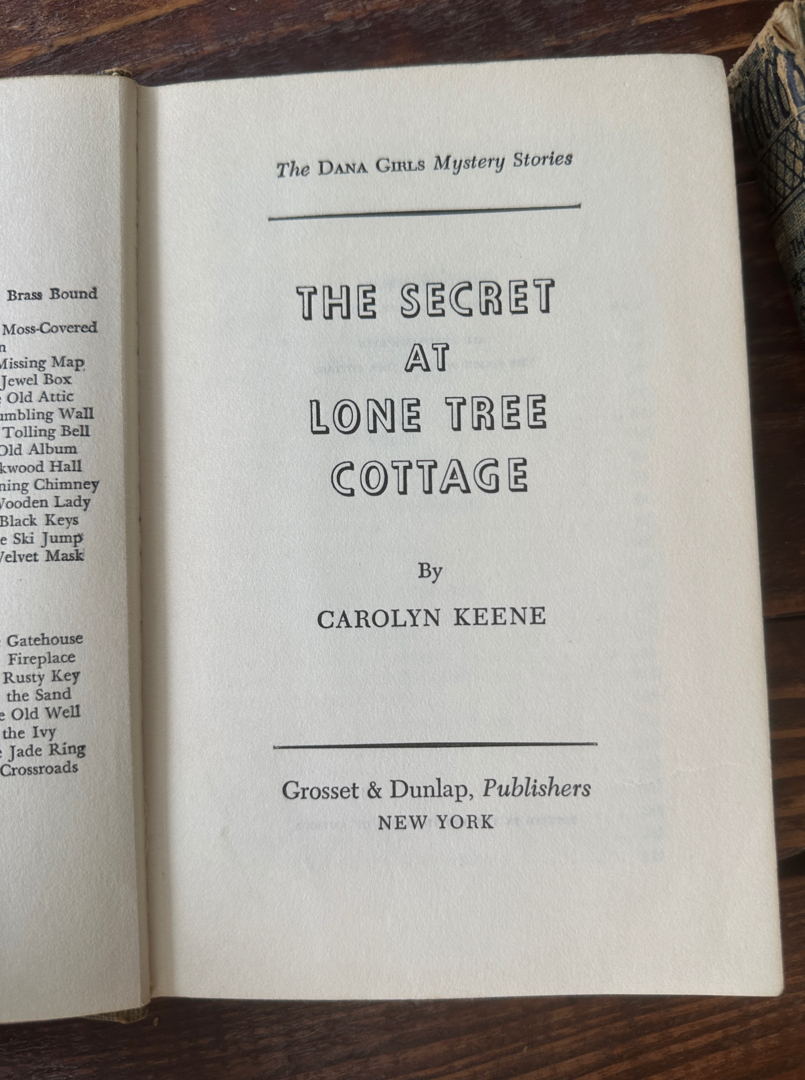 Brass Bound
Moss-Covered
n
Missing Map
Jewel Box
Old Attic
umbling Wall
Tolling Bell
Old Album
kwood Hall
ning Chimney
Wooden Lady
Black Keys
e Ski Jump
Velvet Mask
Gatehouse
Fireplace
Rusty Key
the Sand
e Old Well
the Ivy
e Jade Ring
Crossroads
The DANA GIRLS Mystery Stories
THE SECRET
AT
LONE TREE
COTTAGE
By
CAROLYN KEENE
Grosset & Dunlap, Publishers
NEW YORK